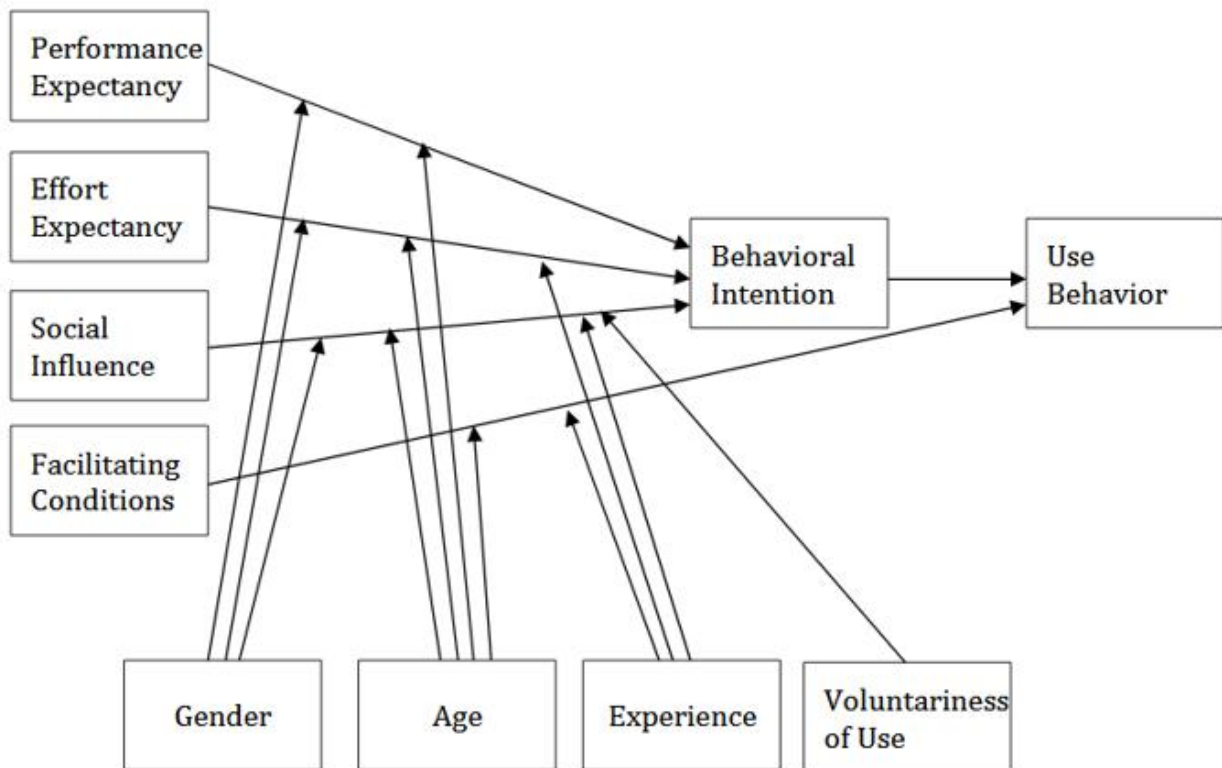 Performance
Expectancy
Effort
Expectancy
Social
Influence
Facilitating
Conditions
Behavioral
Intention
Use
Behavior
Gender
Age
Experience
Voluntariness
of Use